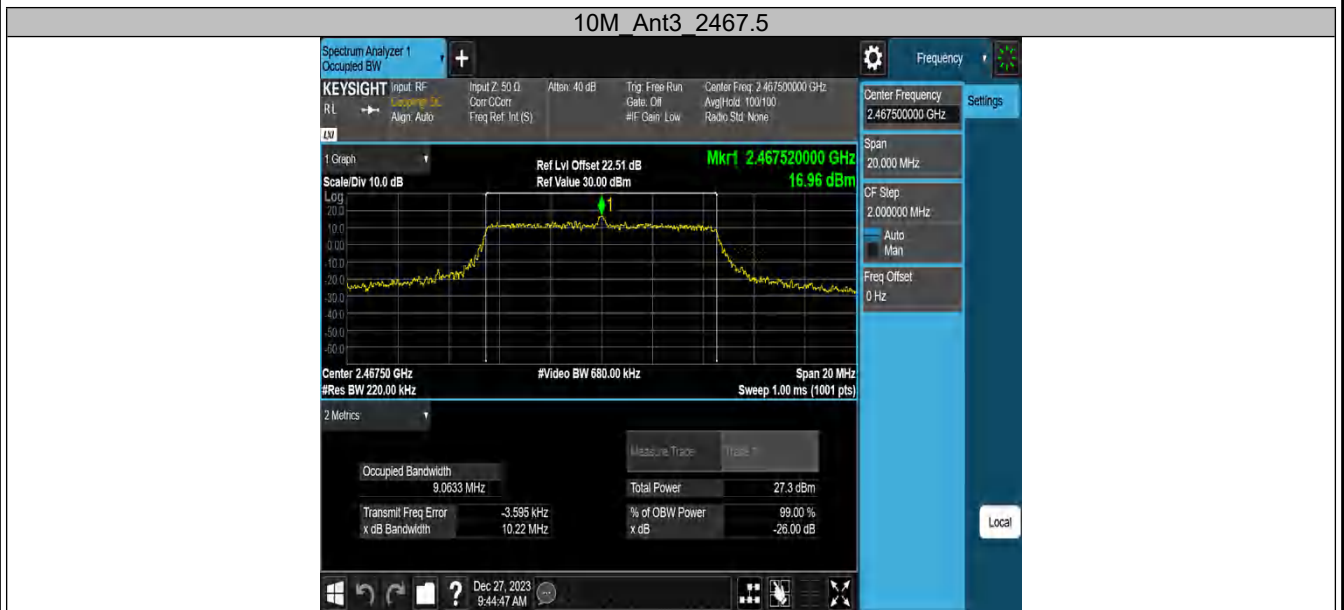 10M_Ant3_2467.5
Spectrum Analyzer 1
Occupied BW
+
Frequency
KEYSIGHT
RL
LXI
Input: RF
Coupling: DC
Align: Auto
Input Z: 50 Ω
Corr CCorr
Freq Ref: Int (S)
Atten: 40 dB
Trig: Free Run
Gate: Off
#IF Gain: Low
Center Freq: 2.467500000 GHz
Avg|Hold: 100/100
Radio Std: None
Center Frequency
2.467500000 GHz
Settings
Span
20.000 MHz
CF Step
2.000000 MHz
Auto
Man
Freq Offset
0 Hz
1 Graph
Scale/Div 10.0 dB
Ref Lvl Offset 22.51 dB
Ref Value 30.00 dBm
Mkr1 2.467520000 GHz
16.96 dBm
Log
20.0
10.0
0.00
-10.0
-20.0
-30.0
-40.0
-50.0
-60.0
1
Center 2.46750 GHz
#Video BW 680.00 kHz
Span 20 MHz
#Res BW 220.00 kHz
Sweep 1.00 ms (1001 pts)
2 Metrics
Measure Trace
Trace 1
Occupied Bandwidth
9.0633 MHz
Total Power
27.3 dBm
Transmit Freq Error
-3.595 kHz
% of OBW Power
99.00 %
x dB Bandwidth
10.22 MHz
x dB
-26.00 dB
Local
?
Dec 27, 2023
9:44:47 AM